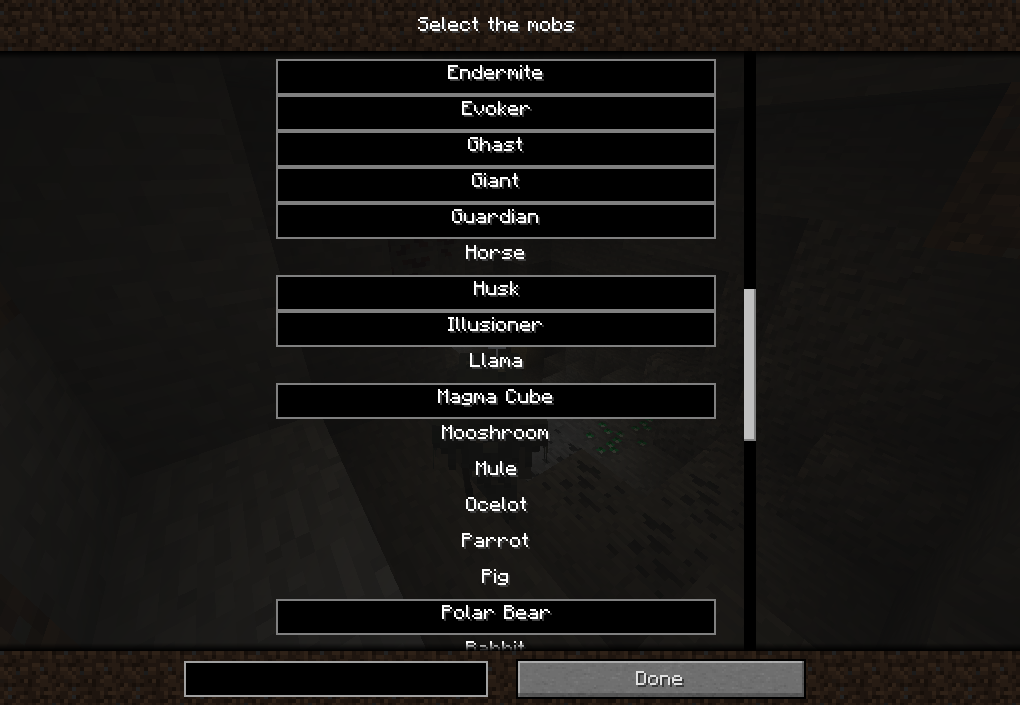 Select the mobs
Endermite
Evoker
Ghast
Giant
Guardian
Horse
Husk
Illusioner
Llama
Magma Cube
Mooshroom
Mule
Ocelot
Parrot
Pig
Polar Bear
Rabbit
Done